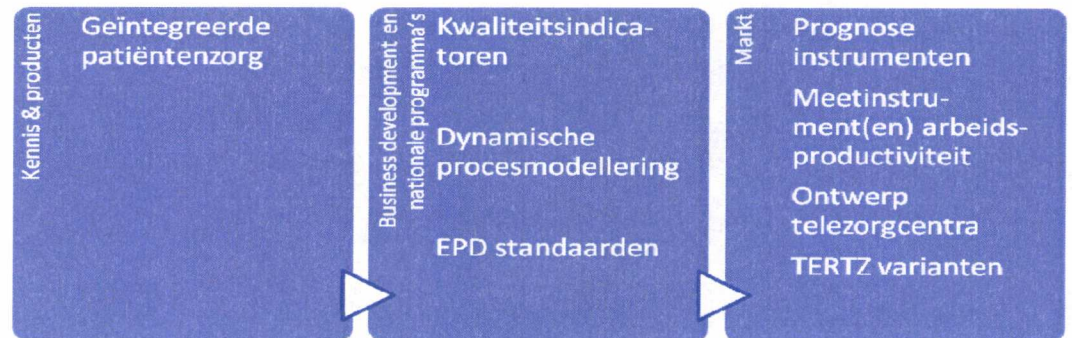 Kennis & producten
Geïntegreerde
patiëntenzorg
Business development en
nationale programma's
Kwaliteitsindica-
toren
Dynamische
procesmodellering
EPD standaarden
Markt
Prognose
instrumenten
Meetinstru-
ment(en) arbeids-
productiviteit
Ontwerp
telezorgcentra
TERTZ varianten